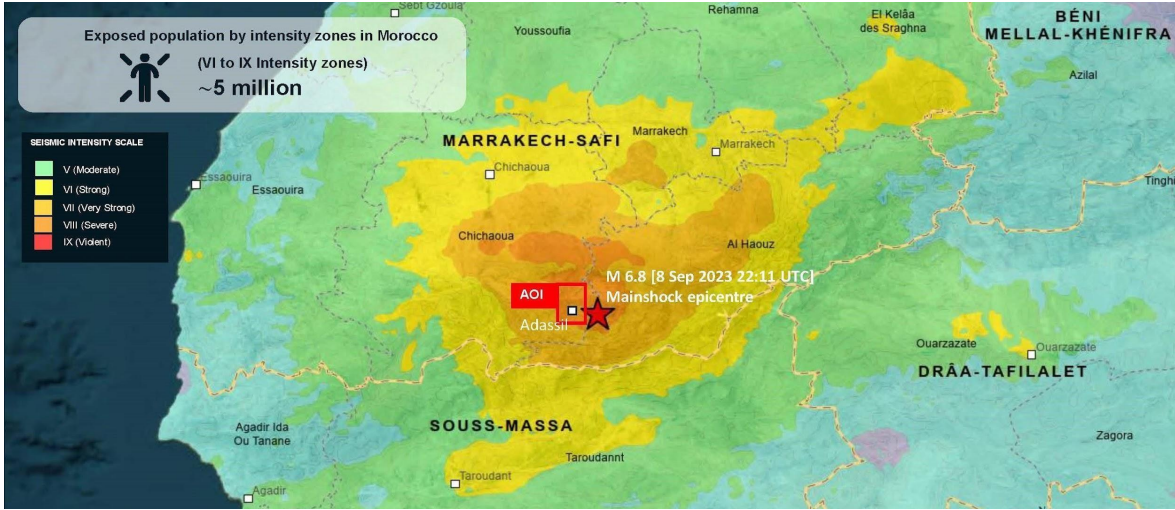 Sebt Gzoula
Rehamna
El Kelâa
des Sraghna
BÉNI
MELLAL-KHÉNIFRA
Exposed population by intensity zones in Morocco
(VI to IX Intensity zones)
~5 million
Youssoufia
Azilal
SEISMIC INTENSITY SCALE
V (Moderate)
VI (Strong)
VII (Very Strong)
VIII (Severe)
IX (Violent)
MARRAKECH-SAFI
Marrakech
Marrakech
Chichaoua
Essaouira
Essaouira
Tinghi
Chichaoua
Al Haouz
M 6.8 [8 Sep 2023 22:11 UTC]
Mainshock epicentre
AOI
Adassil
Ouarzazate
Ouarzazate
DRÂA-TAFILALET
SOUSS-MASSA
Agadir Ida
Ou Tanane
Zagora
Taroudannt
Taroudant
Agadir